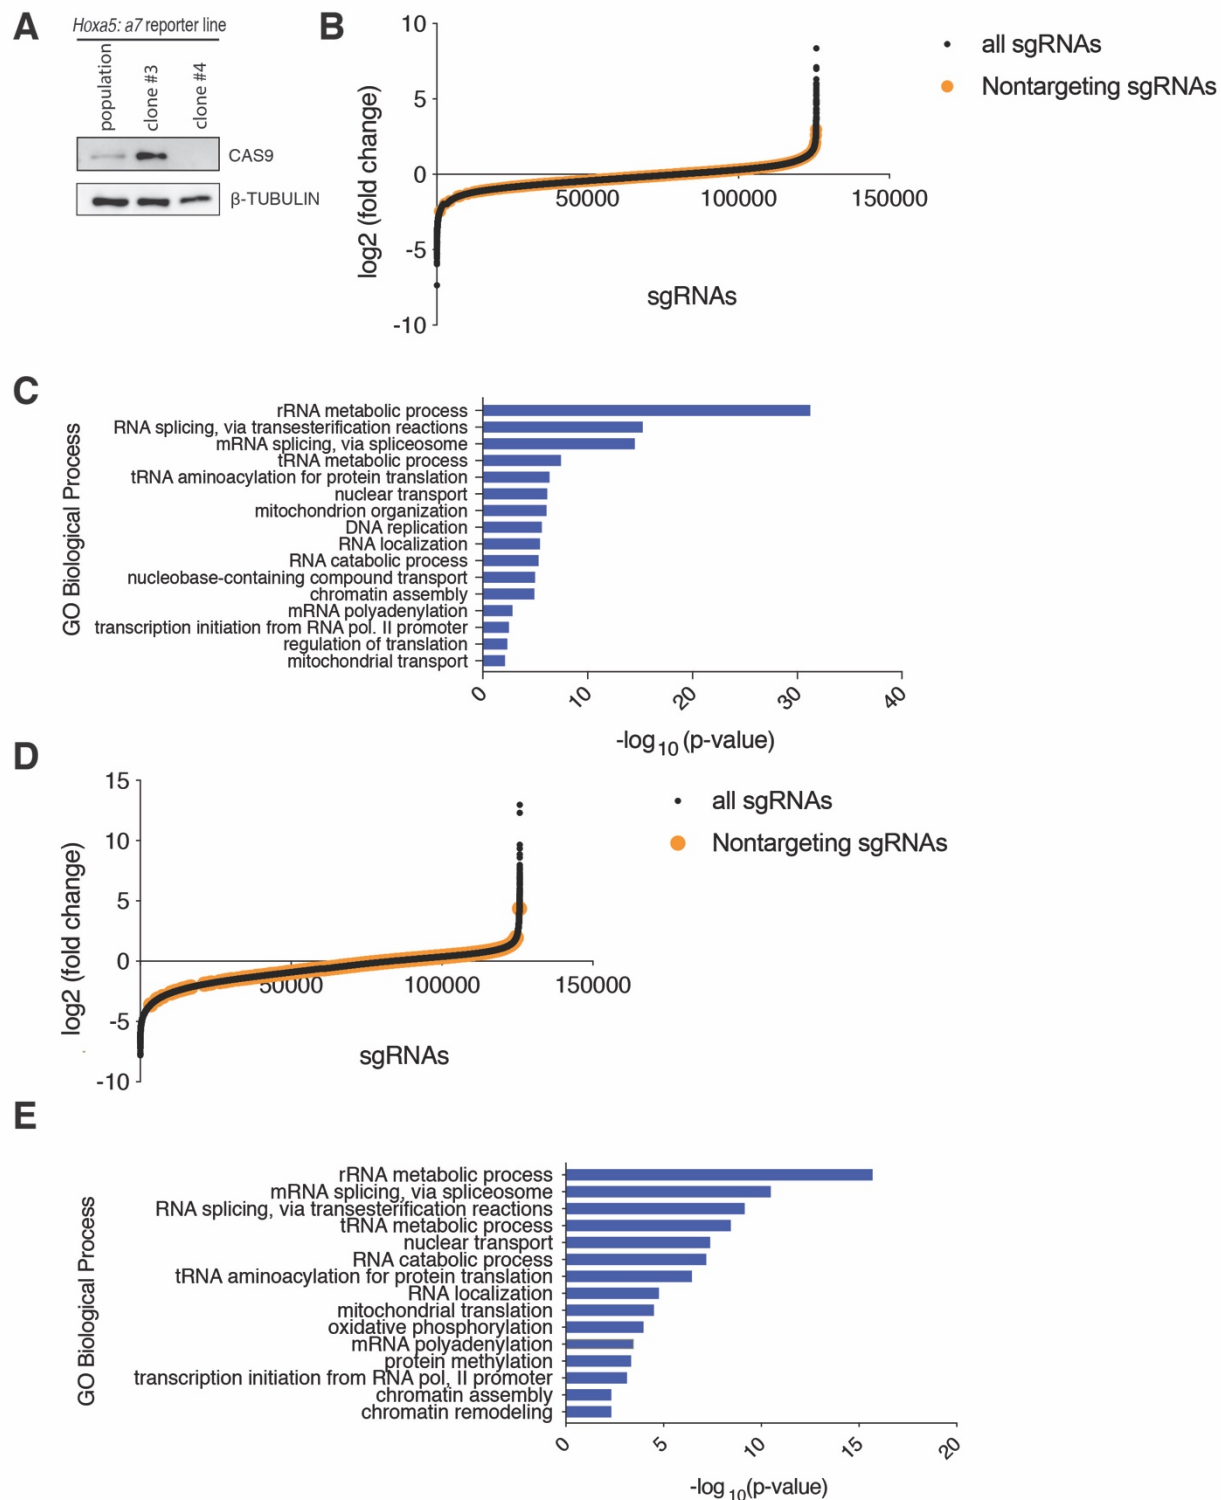 A
Hoxa5: a7 reporter line
population
clone #3
clone #4
CAS9
β-TUBULIN
B
10
5
0
-5
-10
log2 (fold change)
50000
100000
150000
sgRNAs
all sgRNAs
Nontargeting sgRNAs
C
GO Biological Process
rRNA metabolic process
RNA splicing, via transesterification reactions
mRNA splicing, via spliceosome
tRNA metabolic process
tRNA aminoacylation for protein translation
nuclear transport
mitochondrion organization
DNA replication
RNA localization
RNA catabolic process
nucleobase-containing compound transport
chromatin assembly
mRNA polyadenylation
transcription initiation from RNA pol. II promoter
regulation of translation
mitochondrial transport
0
10
20
30
40
-log10 (p-value)
D
15
10
5
0
-5
-10
log2 (fold change)
50000
100000
150000
sgRNAs
all sgRNAs
Nontargeting sgRNAs
E
GO Biological Process
rRNA metabolic process
mRNA splicing, via spliceosome
RNA splicing, via transesterification reactions
tRNA metabolic process
nuclear transport
RNA catabolic process
tRNA aminoacylation for protein translation
RNA localization
mitochondrial translation
oxidative phosphorylation
mRNA polyadenylation
protein methylation
transcription initiation from RNA pol, II promoter
chromatin assembly
chromatin remodeling
0
5
10
15
20
-log10(p-value)